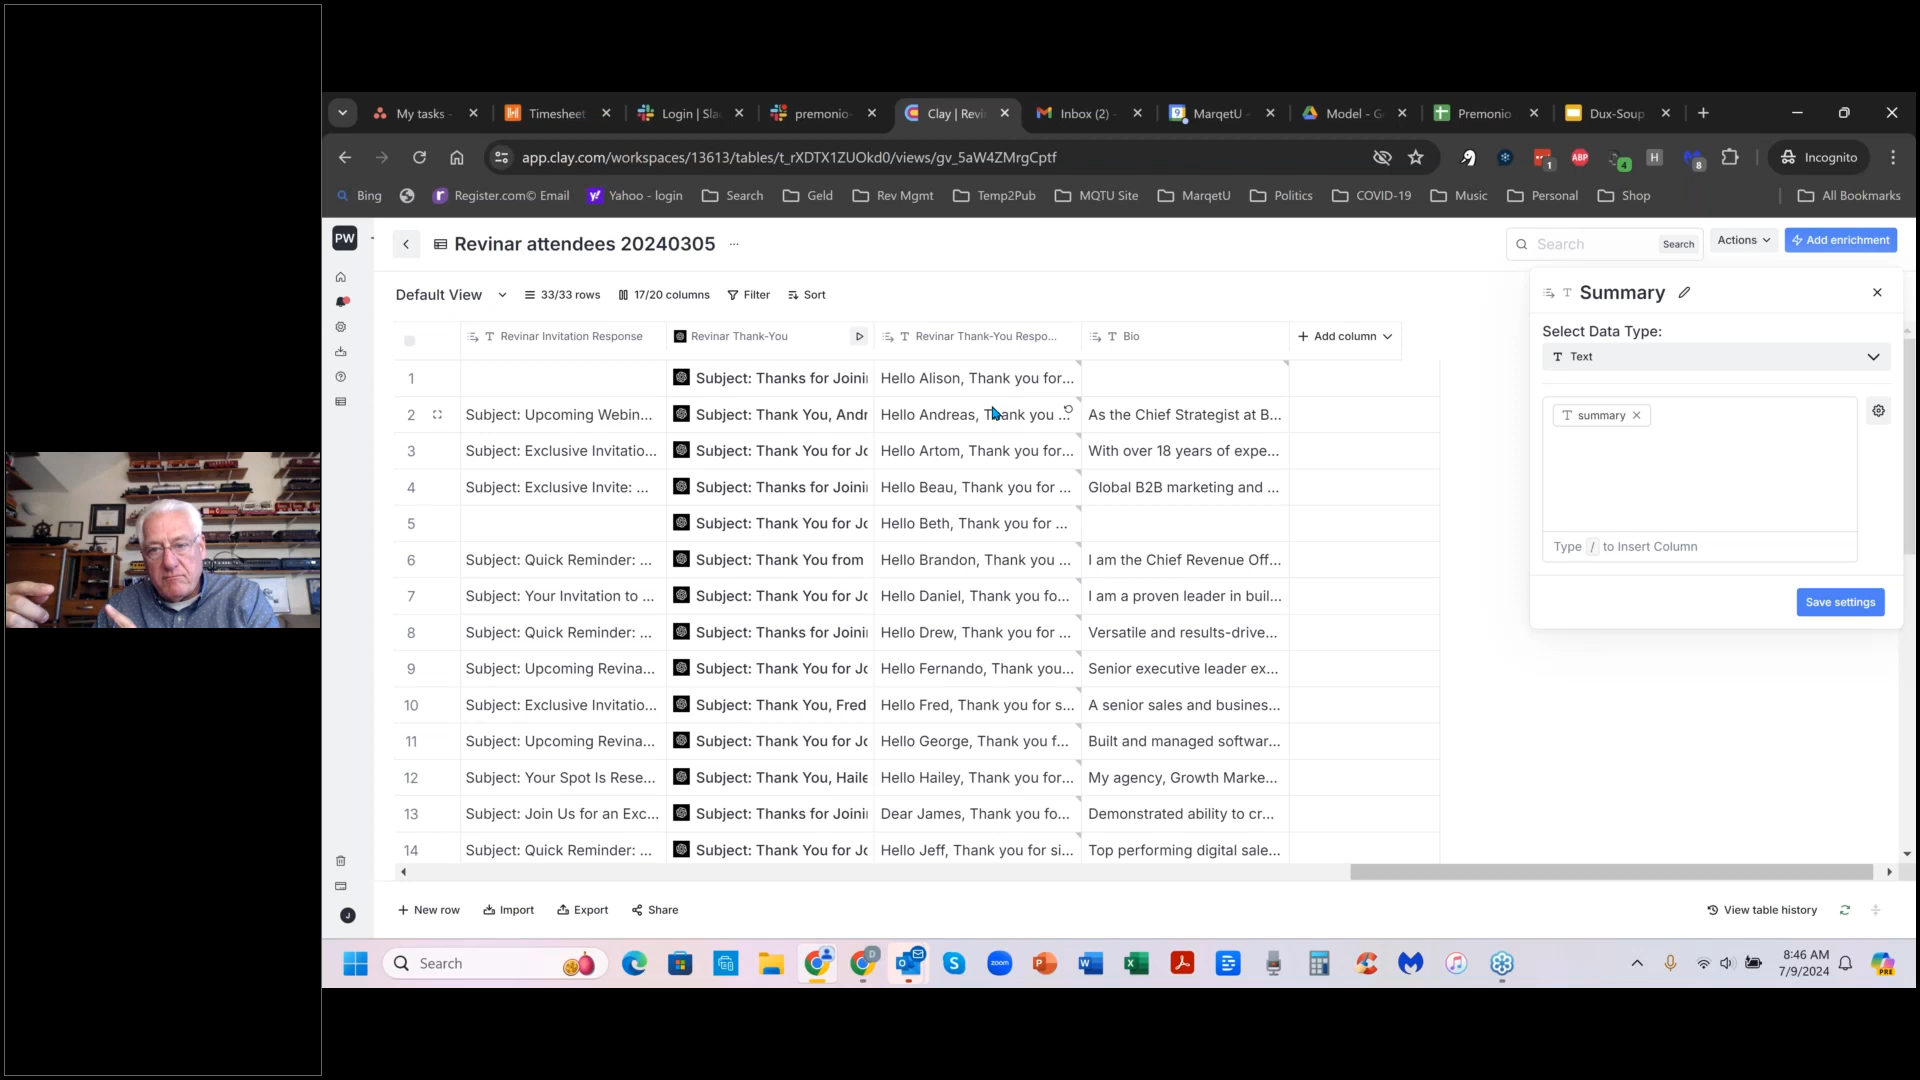 My tasks -
Timesheet
Login | Sla
premonio-
Clay | Revi
Inbox (2) -
MarqetU -
Model - G
Premonio
Dux-Soup
app.clay.com/workspaces/13613/tables/t_rXDTX1ZUOkd0/views/gv_5aW4ZMrgCptf
1
ABP
4
H
8
Incognito
Bing
Register.com© Email
Yahoo - login
Search
Geld
Rev Mgmt
Temp2Pub
MQTU Site
MarqetU
Politics
COVID-19
Music
Personal
Shop
All Bookmarks
PW
Revinar attendees 20240305
Search
Search
Actions
Add enrichment
Default View
33/33 rows
17/20 columns
Filter
Sort
Revinar Invitation Response
Revinar Thank-You
Revinar Thank-You Respo...
Bio
+ Add column
1 Subject: Thanks for Joini Hello Alison, Thank you for...
2 Subject: Upcoming Webin... Subject: Thank You, Andr Hello Andreas, Thank you ... As the Chief Strategist at B...
3 Subject: Exclusive Invitatio... Subject: Thank You for Jo Hello Artom, Thank you for... With over 18 years of expe...
4 Subject: Exclusive Invite: ... Subject: Thanks for Joini Hello Beau, Thank you for ... Global B2B marketing and ...
5 Subject: Thank You for Jo Hello Beth, Thank you for ...
6 Subject: Quick Reminder: ... Subject: Thank You from Hello Brandon, Thank you ... I am the Chief Revenue Off...
7 Subject: Your Invitation to ... Subject: Thank You for Jo Hello Daniel, Thank you fo... I am a proven leader in buil...
8 Subject: Quick Reminder: ... Subject: Thanks for Joini Hello Drew, Thank you for ... Versatile and results-drive...
9 Subject: Upcoming Revina... Subject: Thank You for Jo Hello Fernando, Thank you... Senior executive leader ex...
10 Subject: Exclusive Invitatio... Subject: Thank You, Fred Hello Fred, Thank you for s... A senior sales and busines...
11 Subject: Upcoming Revina... Subject: Thank You for Jo Hello George, Thank you f... Built and managed softwar...
12 Subject: Your Spot Is Rese... Subject: Thank You, Haile Hello Hailey, Thank you for... My agency, Growth Marke...
13 Subject: Join Us for an Exc... Subject: Thanks for Joini Dear James, Thank you fo... Demonstrated ability to cr...
14 Subject: Quick Reminder: ... Subject: Thank You for Jo Hello Jeff, Thank you for si... Top performing digital sale...
Summary
Select Data Type:
T Text
T summary
Type / to Insert Column
Save settings
J
+ New row
Import
Export
Share
View table history
Search
zoom
8:46 AM
7/9/2024
PRE